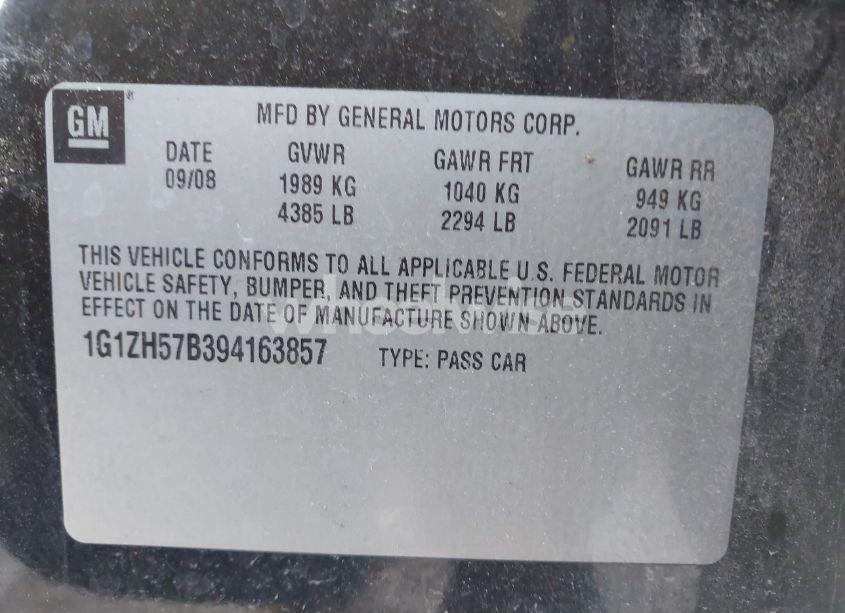 GM
MFD BY GENERAL MOTORS CORP.
DATE GVWR GAWR FRT GAWR RR
09/08 1989 KG 1040 KG 949 KG
4385 LB 2294 LB 2091 LB
THIS VEHICLE CONFORMS TO ALL APPLICABLE U.S. FEDERAL MOTOR
VEHICLE SAFETY, BUMPER, AND THEFT PREVENTION STANDARDS IN
EFFECT ON THE DATE OF MANUFACTURE SHOWN ABOVE.
1G1ZH57B394163857 TYPE: PASS CAR